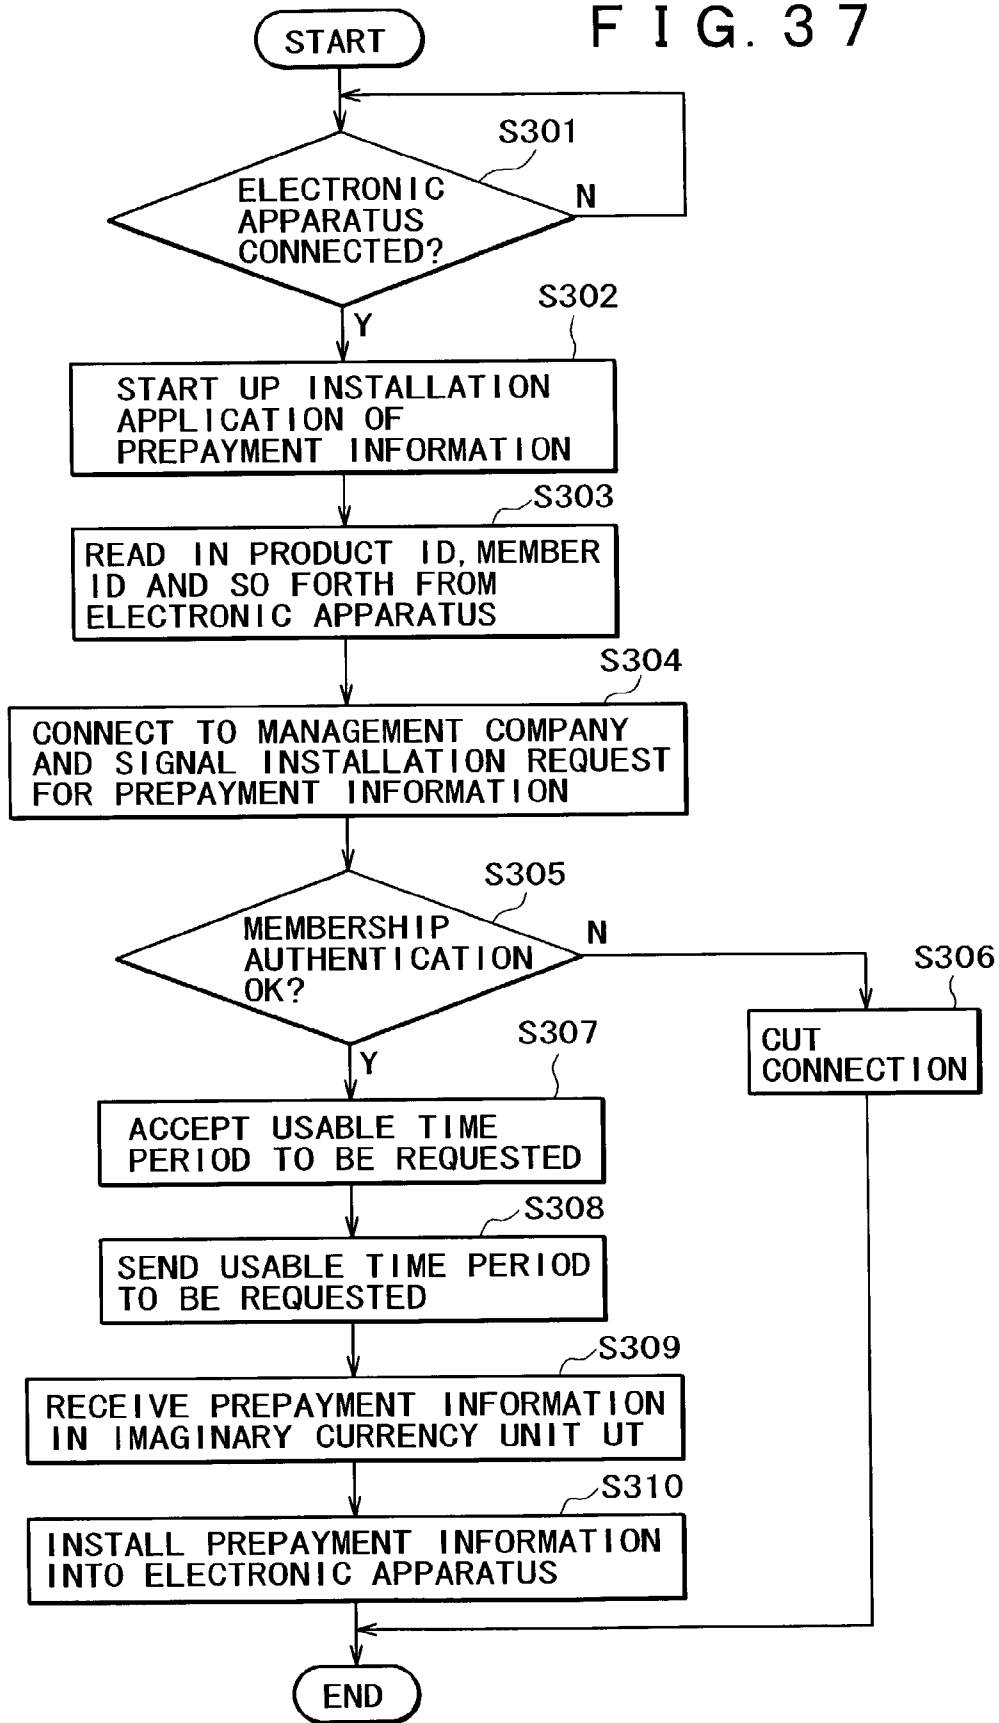 FIG. 37
START
S301
ELECTRONIC
APPARATUS
CONNECTED?
N
Y
S302
START UP INSTALLATION
APPLICATION OF
PREPAYMENT INFORMATION
S303
READ IN PRODUCT ID, MEMBER
ID AND SO FORTH FROM
ELECTRONIC APPARATUS
S304
CONNECT TO MANAGEMENT COMPANY
AND SIGNAL INSTALLATION REQUEST
FOR PREPAYMENT INFORMATION
S305
MEMBERSHIP
AUTHENTICATION
OK?
N
S306
CUT
CONNECTION
Y
S307
ACCEPT USABLE TIME
PERIOD TO BE REQUESTED
S308
SEND USABLE TIME PERIOD
TO BE REQUESTED
S309
RECEIVE PREPAYMENT INFORMATION
IN IMAGINARY CURRENCY UNIT UT
S310
INSTALL PREPAYMENT INFORMATION
INTO ELECTRONIC APPARATUS
END